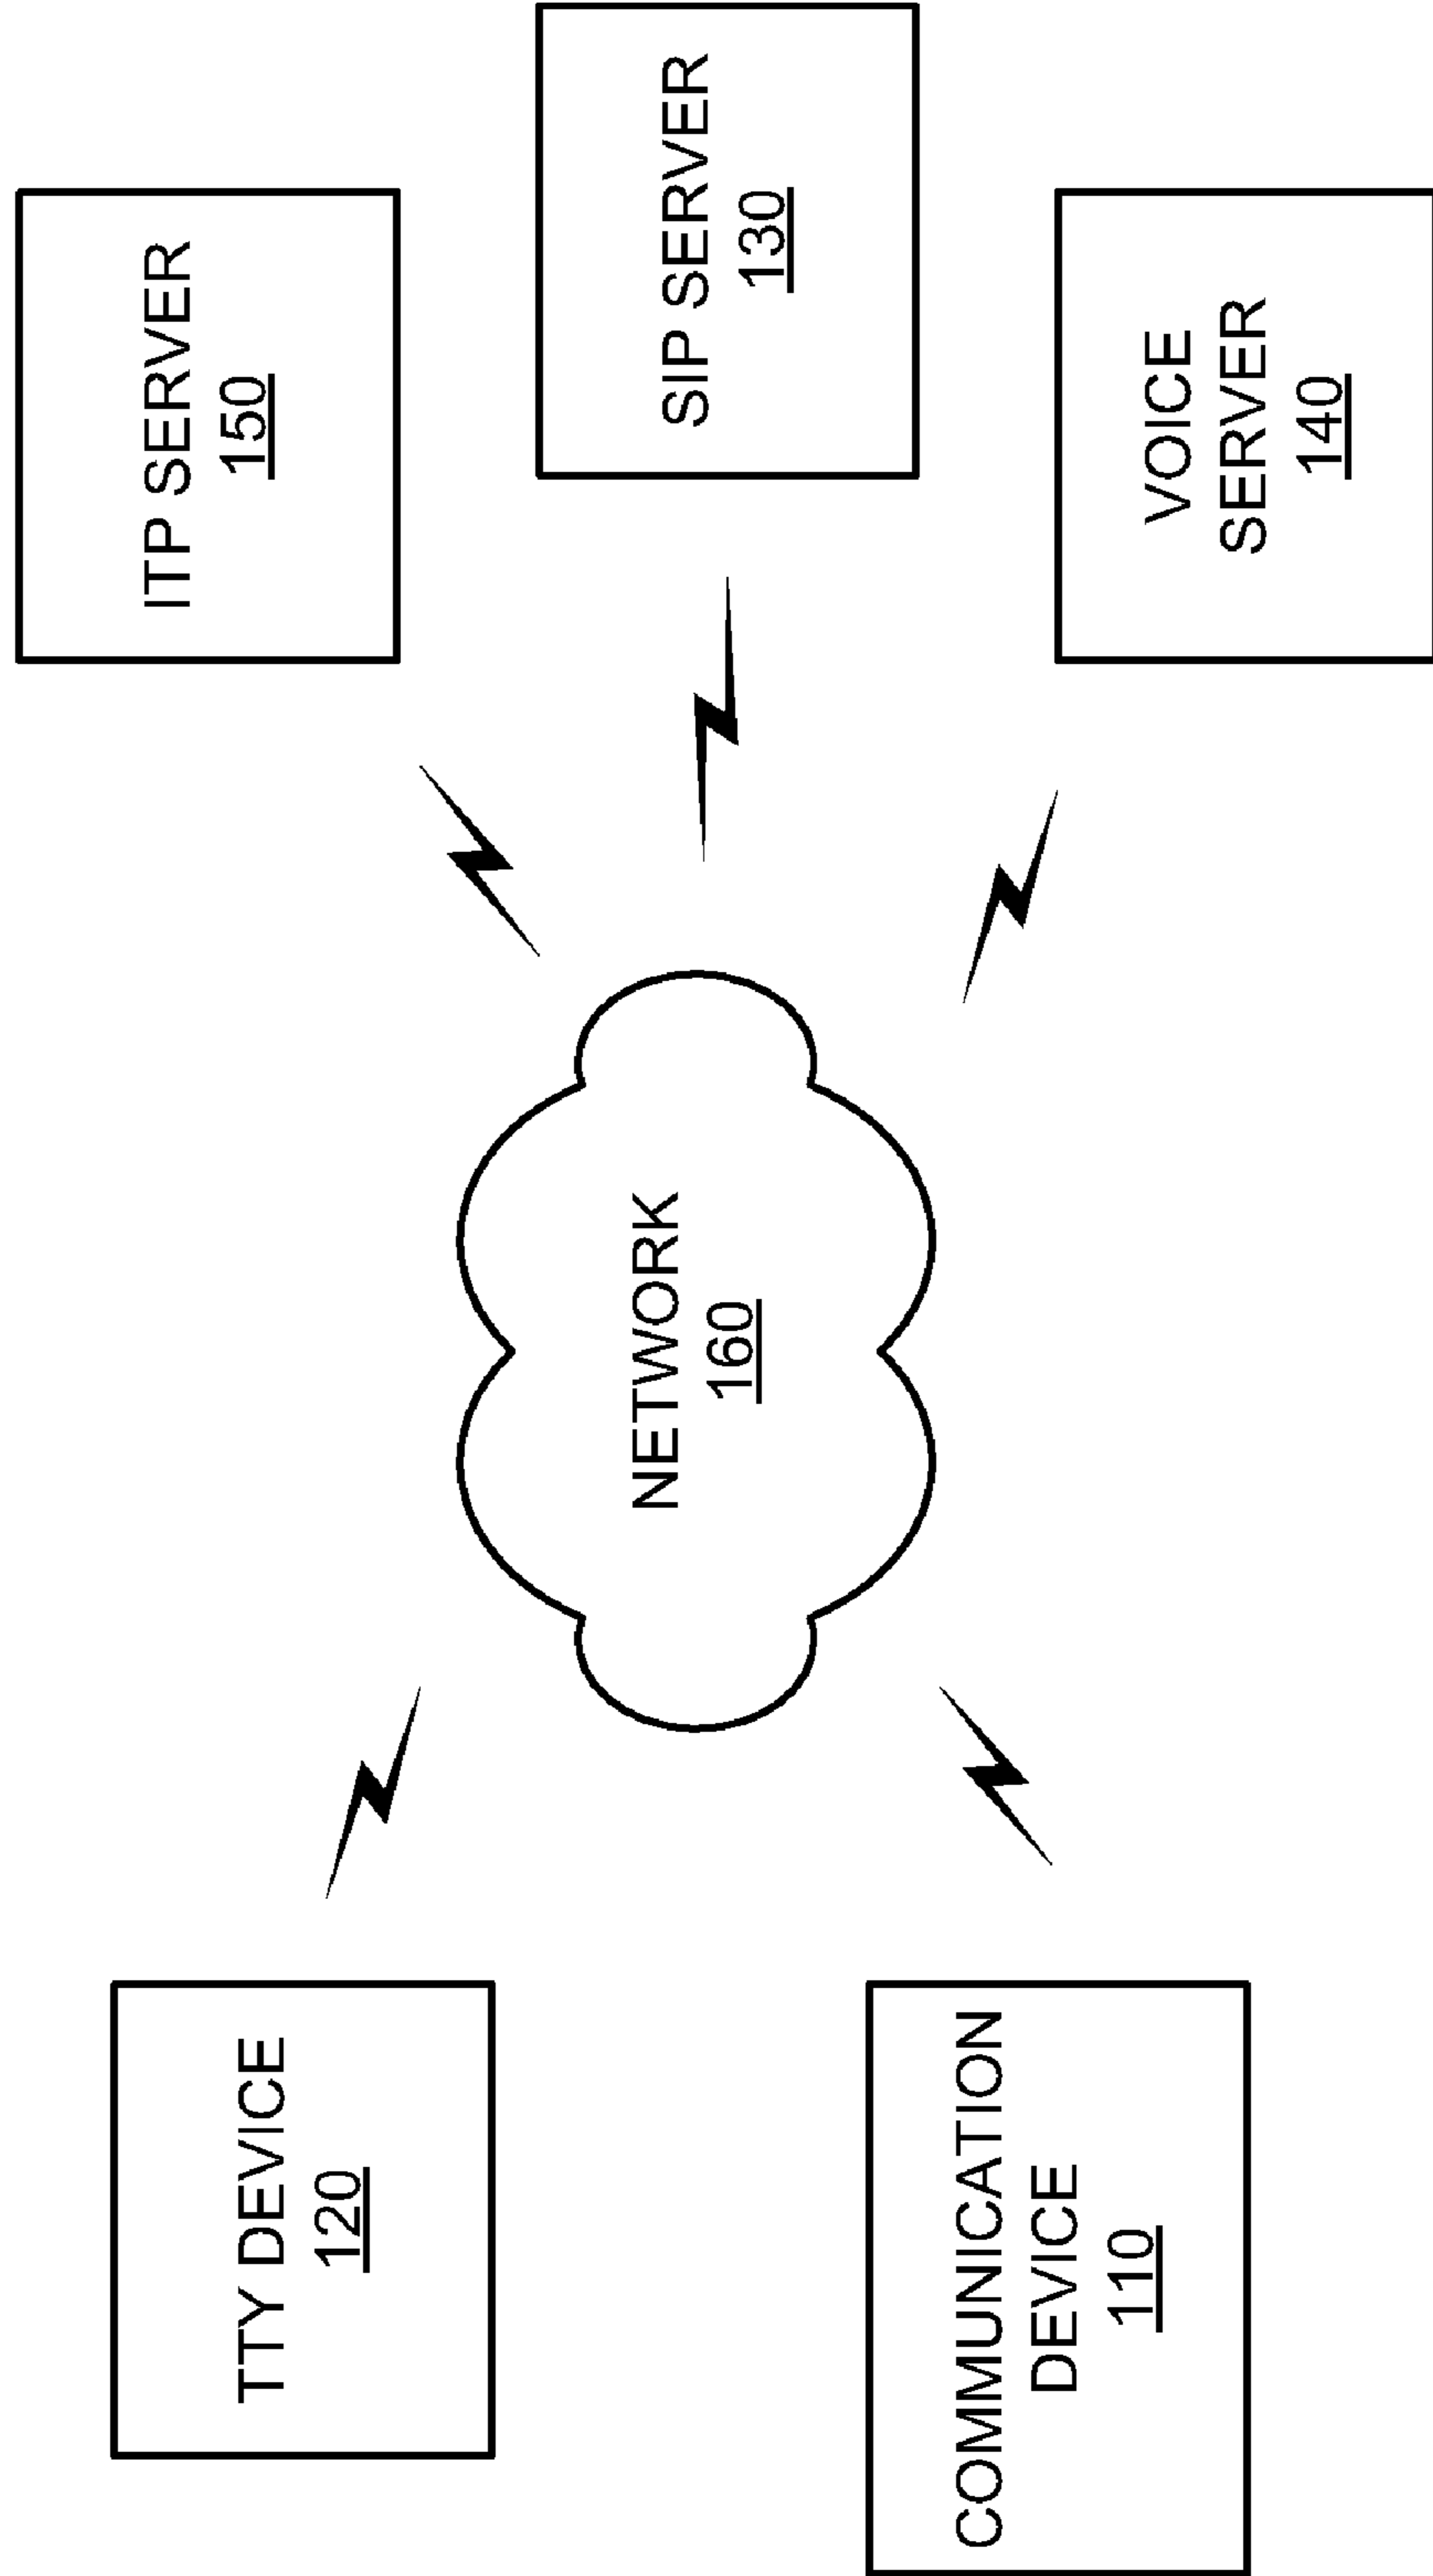 TTY DEVICE
120
ITP SERVER
150
NETWORK
160
SIP SERVER
130
COMMUNICATION
DEVICE
110
VOICE
SERVER
140